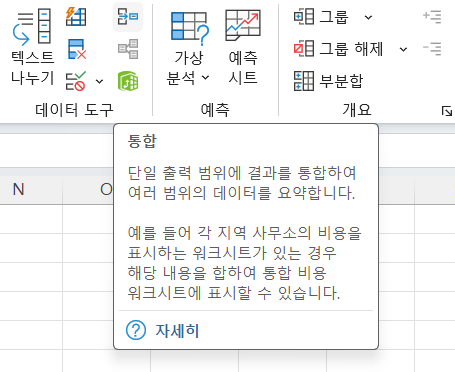 텍스트
나누기
가상
분석
예측
시트
그룹
그룹 해제
부분합
데이터 도구
예측
개요
통합
단일 출력 범위에 결과를 통합하여
여러 범위의 데이터를 요약합니다.
예를 들어 각 지역 사무소의 비용을
표시하는 워크시트가 있는 경우
해당 내용을 합하여 통합 비용
워크시트에 표시할 수 있습니다.
? 자세히
N
O